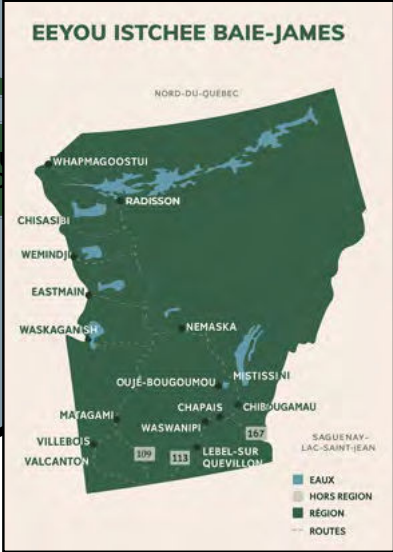 EEYOU ISTCHEE BAIE-JAMES
NORD-DU-QUÉBEC
WHAPMAGOOSTUI
RADISSON
CHISASIBI
WEMINDJI
EASTMAIN
WASKAGANISH
NEMASKA
MISTISSINI
OUJÉ-BOUGOUMOU
CHAPAIS
CHIBOUGAMAU
MATAGAMI
WASWANIPI
167
SAGUENAY-
LAC-SAINT-JEAN
VILLEBOIS
VALCANTON
109
113
LEBEL-SUR
QUEVILLON
EAUX
HORS REGION
RÉGION
ROUTES